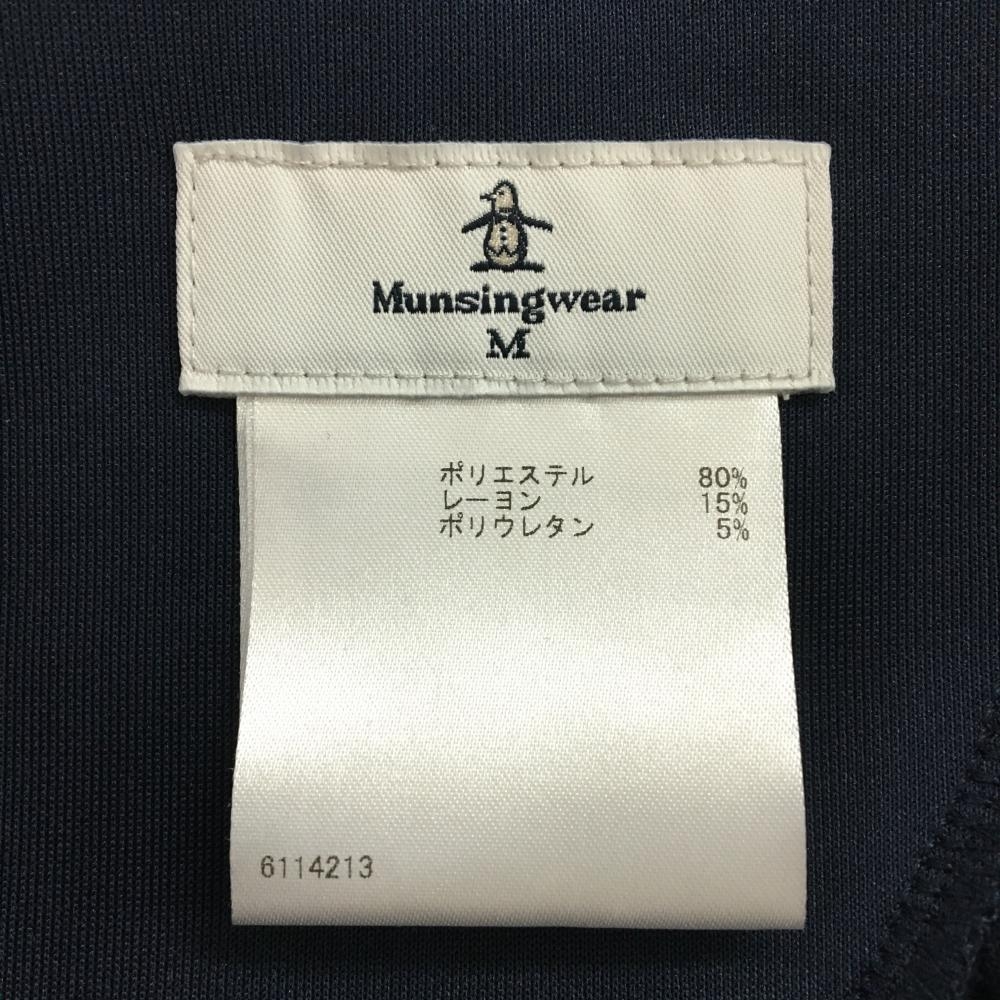 Munsingwear
M
ポリエステル 80%
レーヨン 15%
ポリウレタン 5%
6114213